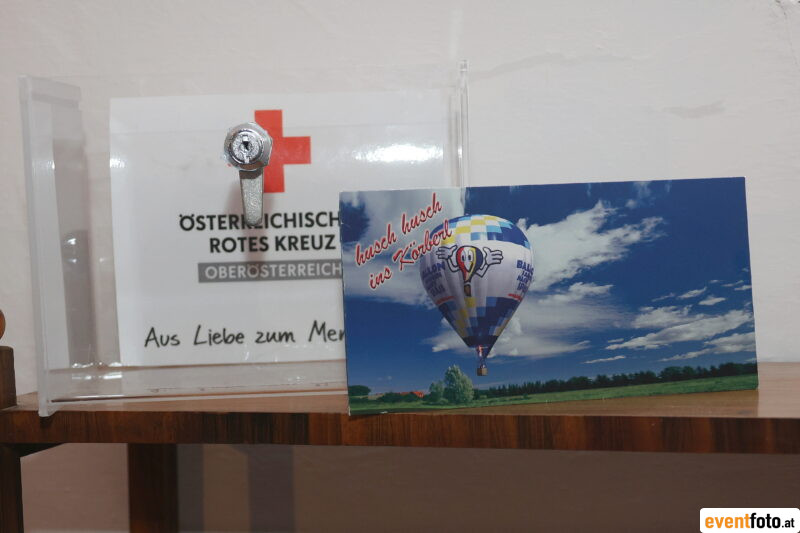 ÖSTERREICHISCH
ROTES KREUZ
OBERÖSTERREICH
Aus Liebe zum Men
husch husch
ins Körberl
eventfoto.at